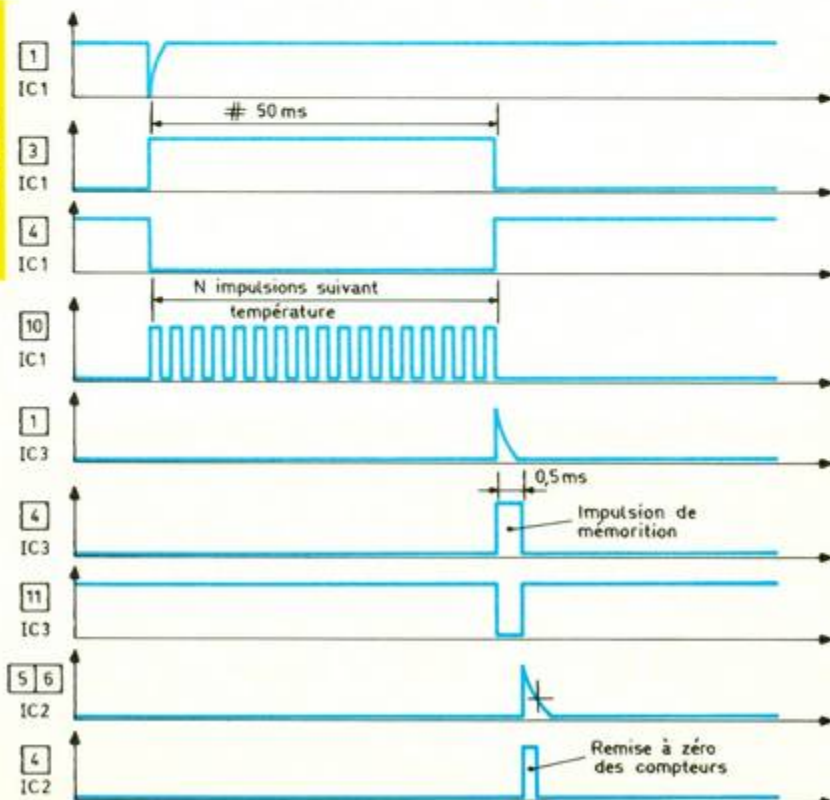 1
IC1
# 50 ms
3
IC1
4
IC1
N impulsions suivant
température
10
IC1
1
IC3
0,5 ms
4
IC3
Impulsion de
mémorition
11
IC3
5 6
IC2
4
IC2
Remise à zéro
des compteurs